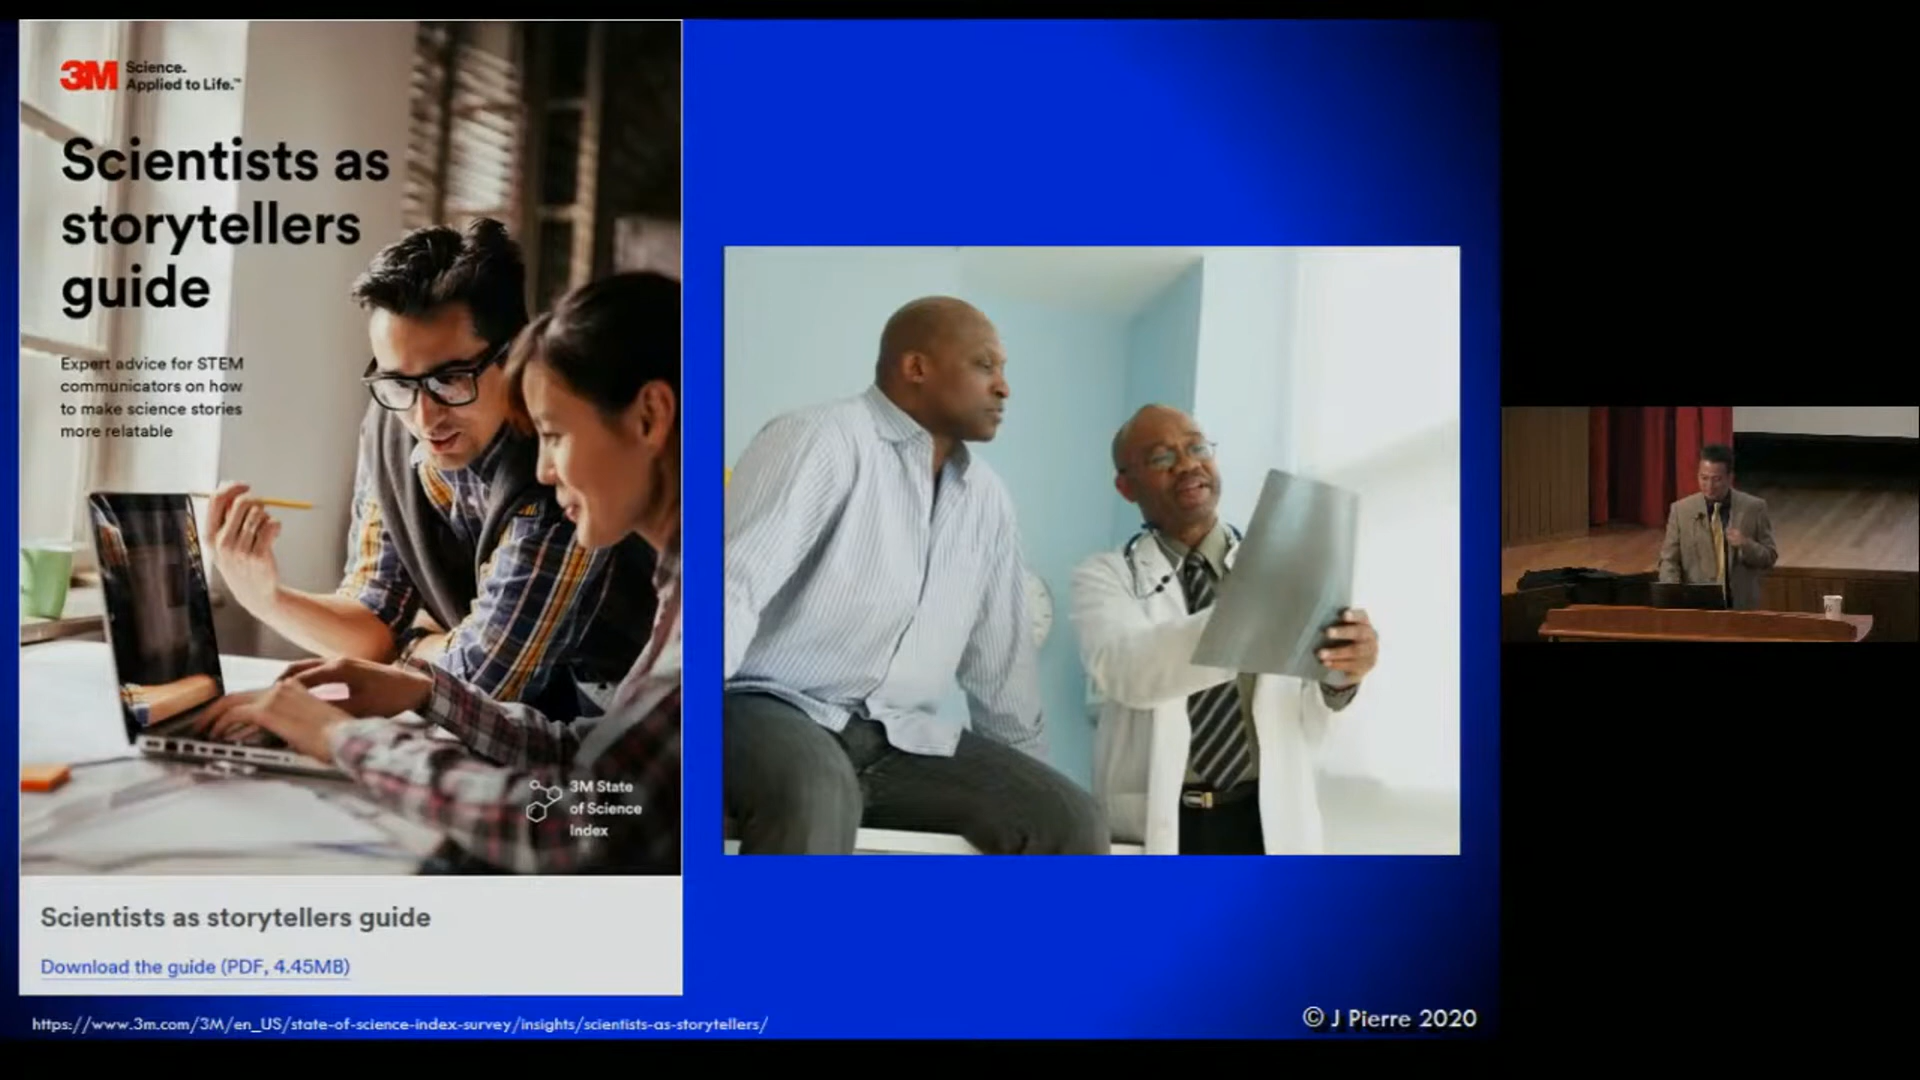 3M Science.
Applied to Life.™
Scientists as
storytellers
guide
Expert advice for STEM
communicators on how
to make science stories
more relatable
3M State
of Science
Index
Scientists as storytellers guide
Download the guide (PDF, 4.45MB)
https://www.3m.com/3M/en_US/state-of-science-index-survey/insights/scientists-as-storytellers/
© J Pierre 2020